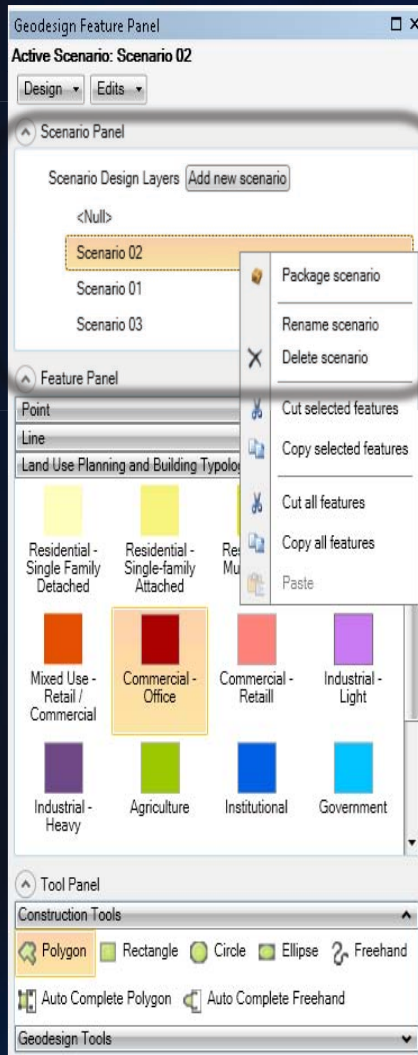 Geodesign Feature Panel
Active Scenario: Scenario 02
Design Edits
Scenario Panel
Scenario Design Layers Add new scenario
<Null>
Scenario 02
Scenario 01
Scenario 03
Package scenario
Rename scenario
Delete scenario
Cut selected features
Copy selected features
Cut all features
Copy all features
Paste
Feature Panel
Point
Line
Land Use Planning and Building
Residential -
Single Family
Detached
Residential -
Single-family
Attached
Mixed Use -
Retail /
Commercial
Commercial -
Office
Commercial -
Retaill
Industrial -
Light
Industrial -
Heavy
Agriculture
Institutional
Government
Tool Panel
Construction Tools
Polygon Rectangle Circle Ellipse Freehand
Auto Complete Polygon Auto Complete Freehand
Geodesign Tools